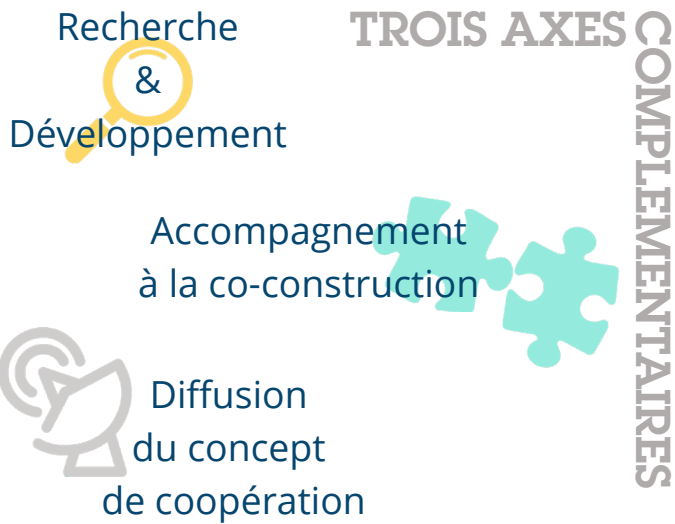 TROIS AXES
COMPLEMENTAIRES
Recherche
&
Développement
Accompagnement
à la co-construction
Diffusion
du concept
de coopération